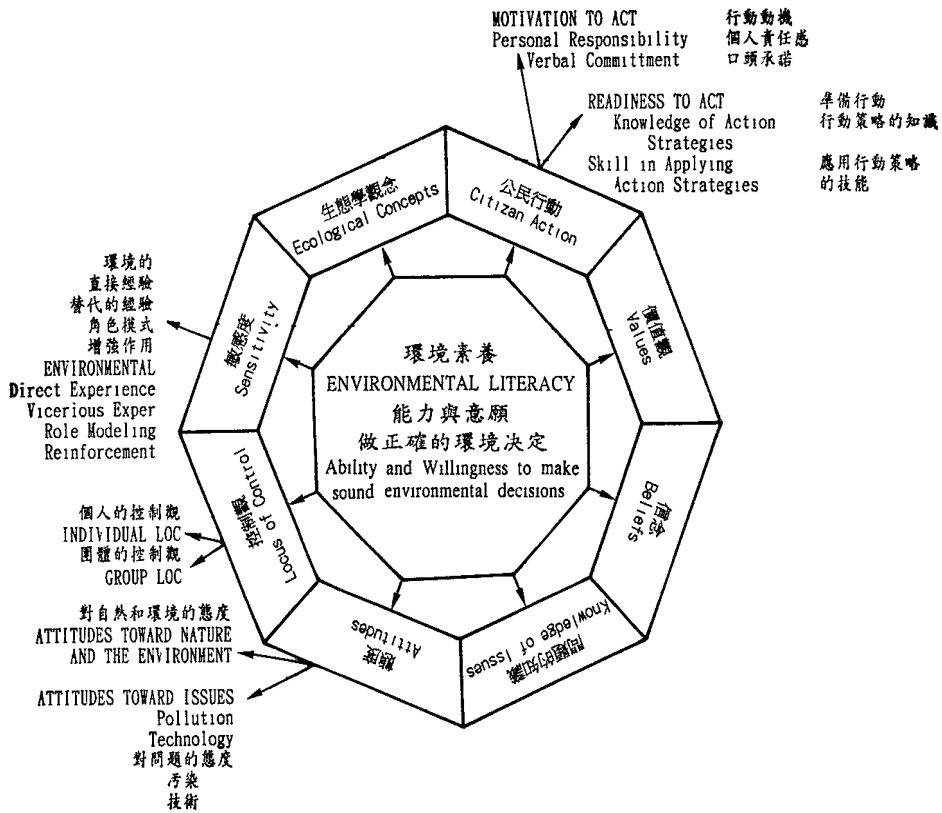 MOTIVATION TO ACT 行動動機
Personal Responsibility 個人責任感
Verbal Committment 口頭承諾
READINESS TO ACT 準備行動
Knowledge of Action 行動策略的知識
Strategies
Skill in Applying 應用行動策略
Action Strategies 的技能
生態學觀念
Ecological Concepts
公民行動
Citizan Action
價值觀
Values
信念
Beliefs
問題的知識
Knowledge of Issues
態度
Attitudes
控制觀
Locus of Control
敏感度
Sensitivity
環境素養
ENVIRONMENTAL LITERACY
能力與意願
做正確的環境決定
Ability and Willingness to make
sound environmental decisions
環境的
直接經驗
替代的經驗
角色模式
增強作用
ENVIRONMENTAL
Direct Experience
Vicerious Exper
Role Modeling
Reinforcement
個人的控制觀
INDIVIDUAL LOC
團體的控制觀
GROUP LOC
對自然和環境的態度
ATTITUDES TOWARD NATURE
AND THE ENVIRONMENT
ATTITUDES TOWARD ISSUES
Pollution
Technology
對問題的態度
污染
技術